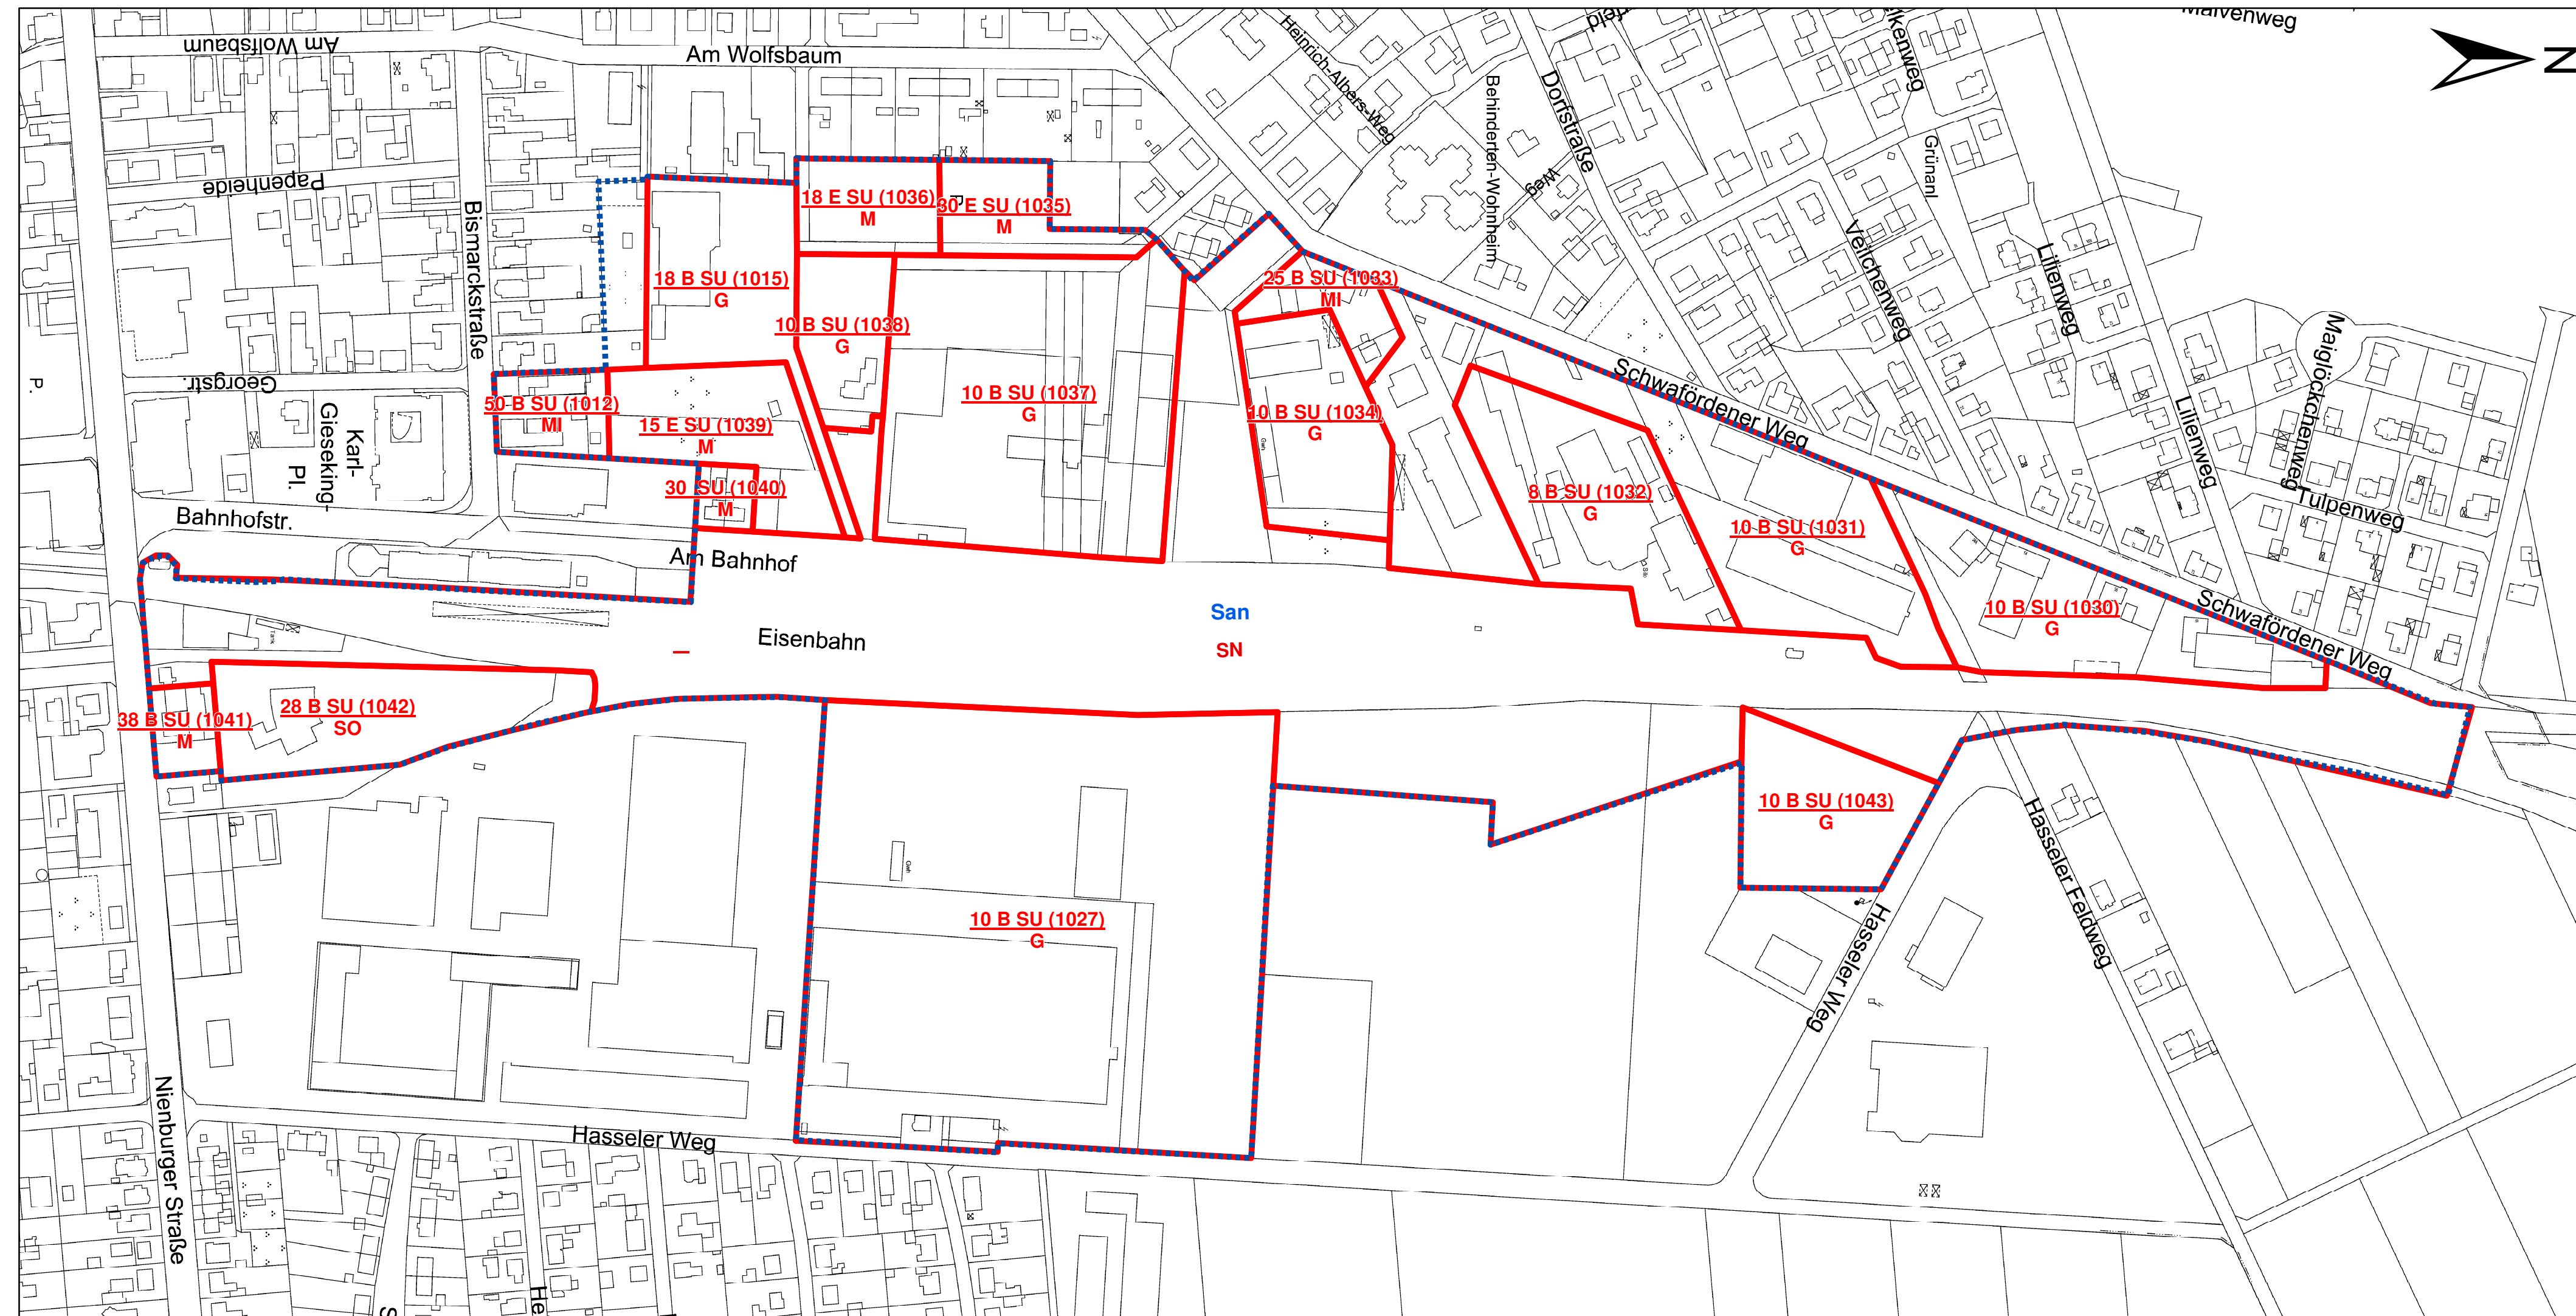 Malvenweg
Am Wolfsbaum
Am Wolfsbaum
Heinrich-Albers-Weg
Behinderten-Wohnheim
Dorfstraße
Weg
Grünanl
N
Papenheide
Bismarckstraße
18 E SU (1036)
M
30 E SU (1035)
M
18 B SU (1015)
G
10 B SU (1038)
G
25 B SU (1033)
MI
Veilchenweg
Lilienweg
Maiglöckchenweg
Georgstr.
P.
Karl-
Gieseking-
Pl.
50 B SU (1012)
MI
15 E SU (1039)
M
10 B SU (1037)
G
10 B SU (1034)
G
Schwafördener Weg
Lilienweg
30 SU (1040)
M
8 B SU (1032)
G
10 B SU (1031)
G
Tulpenweg
Bahnhofstr.
Am Bahnhof
Eisenbahn
San
SN
10 B SU (1030)
G
Schwafördener Weg
38 B SU (1041)
M
28 B SU (1042)
SO
10 B SU (1043)
G
Hasseler Feldweg
10 B SU (1027)
G
Hasseler Weg
Nienburger Straße
Hasseler Weg
He